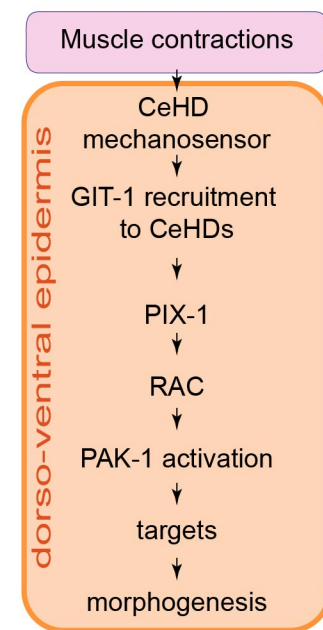 Muscle contractions
dorso-ventral epidermis
CeHD
mechanosensor
GIT-1 recruitment
to CeHDs
PIX-1
RAC
PAK-1 activation
targets
morphogenesis